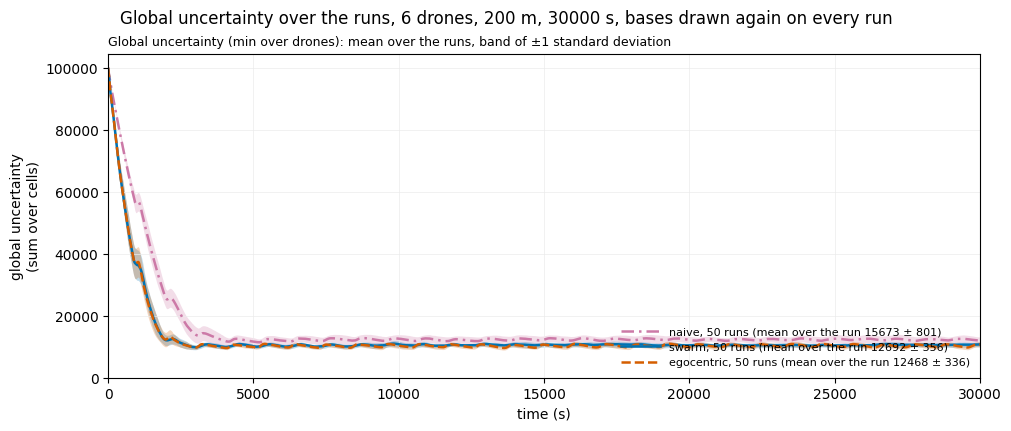 Global uncertainty over the runs, 6 drones, 200 m, 30000 s, bases drawn again on every run
Global uncertainty (min over drones): mean over the runs, band of ±1 standard deviation
global uncertainty
(sum over cells)
100000
80000
60000
40000
20000
0
naive, 50 runs (mean over the run 15673 ± 801)
swarm, 50 runs (mean over the run 12692 ± 356)
egocentric, 50 runs (mean over the run 12468 ± 336)
0
5000
10000
15000
20000
25000
30000
time (s)